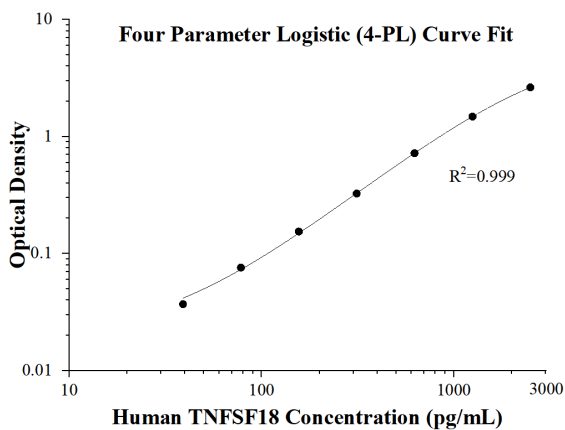 Four Parameter Logistic (4-PL) Curve Fit
10
1
0.1
0.01
Optical Density
R²=0.999
10 100 1000 3000
Human TNFSF18 Concentration (pg/mL)